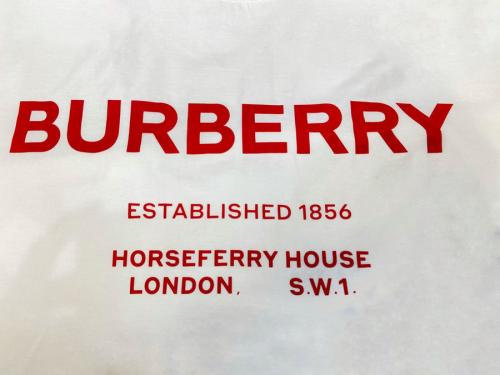 BURBERRY
ESTABLISHED 1856
HORSEFERRY HOUSE
LONDON, S.W.1.